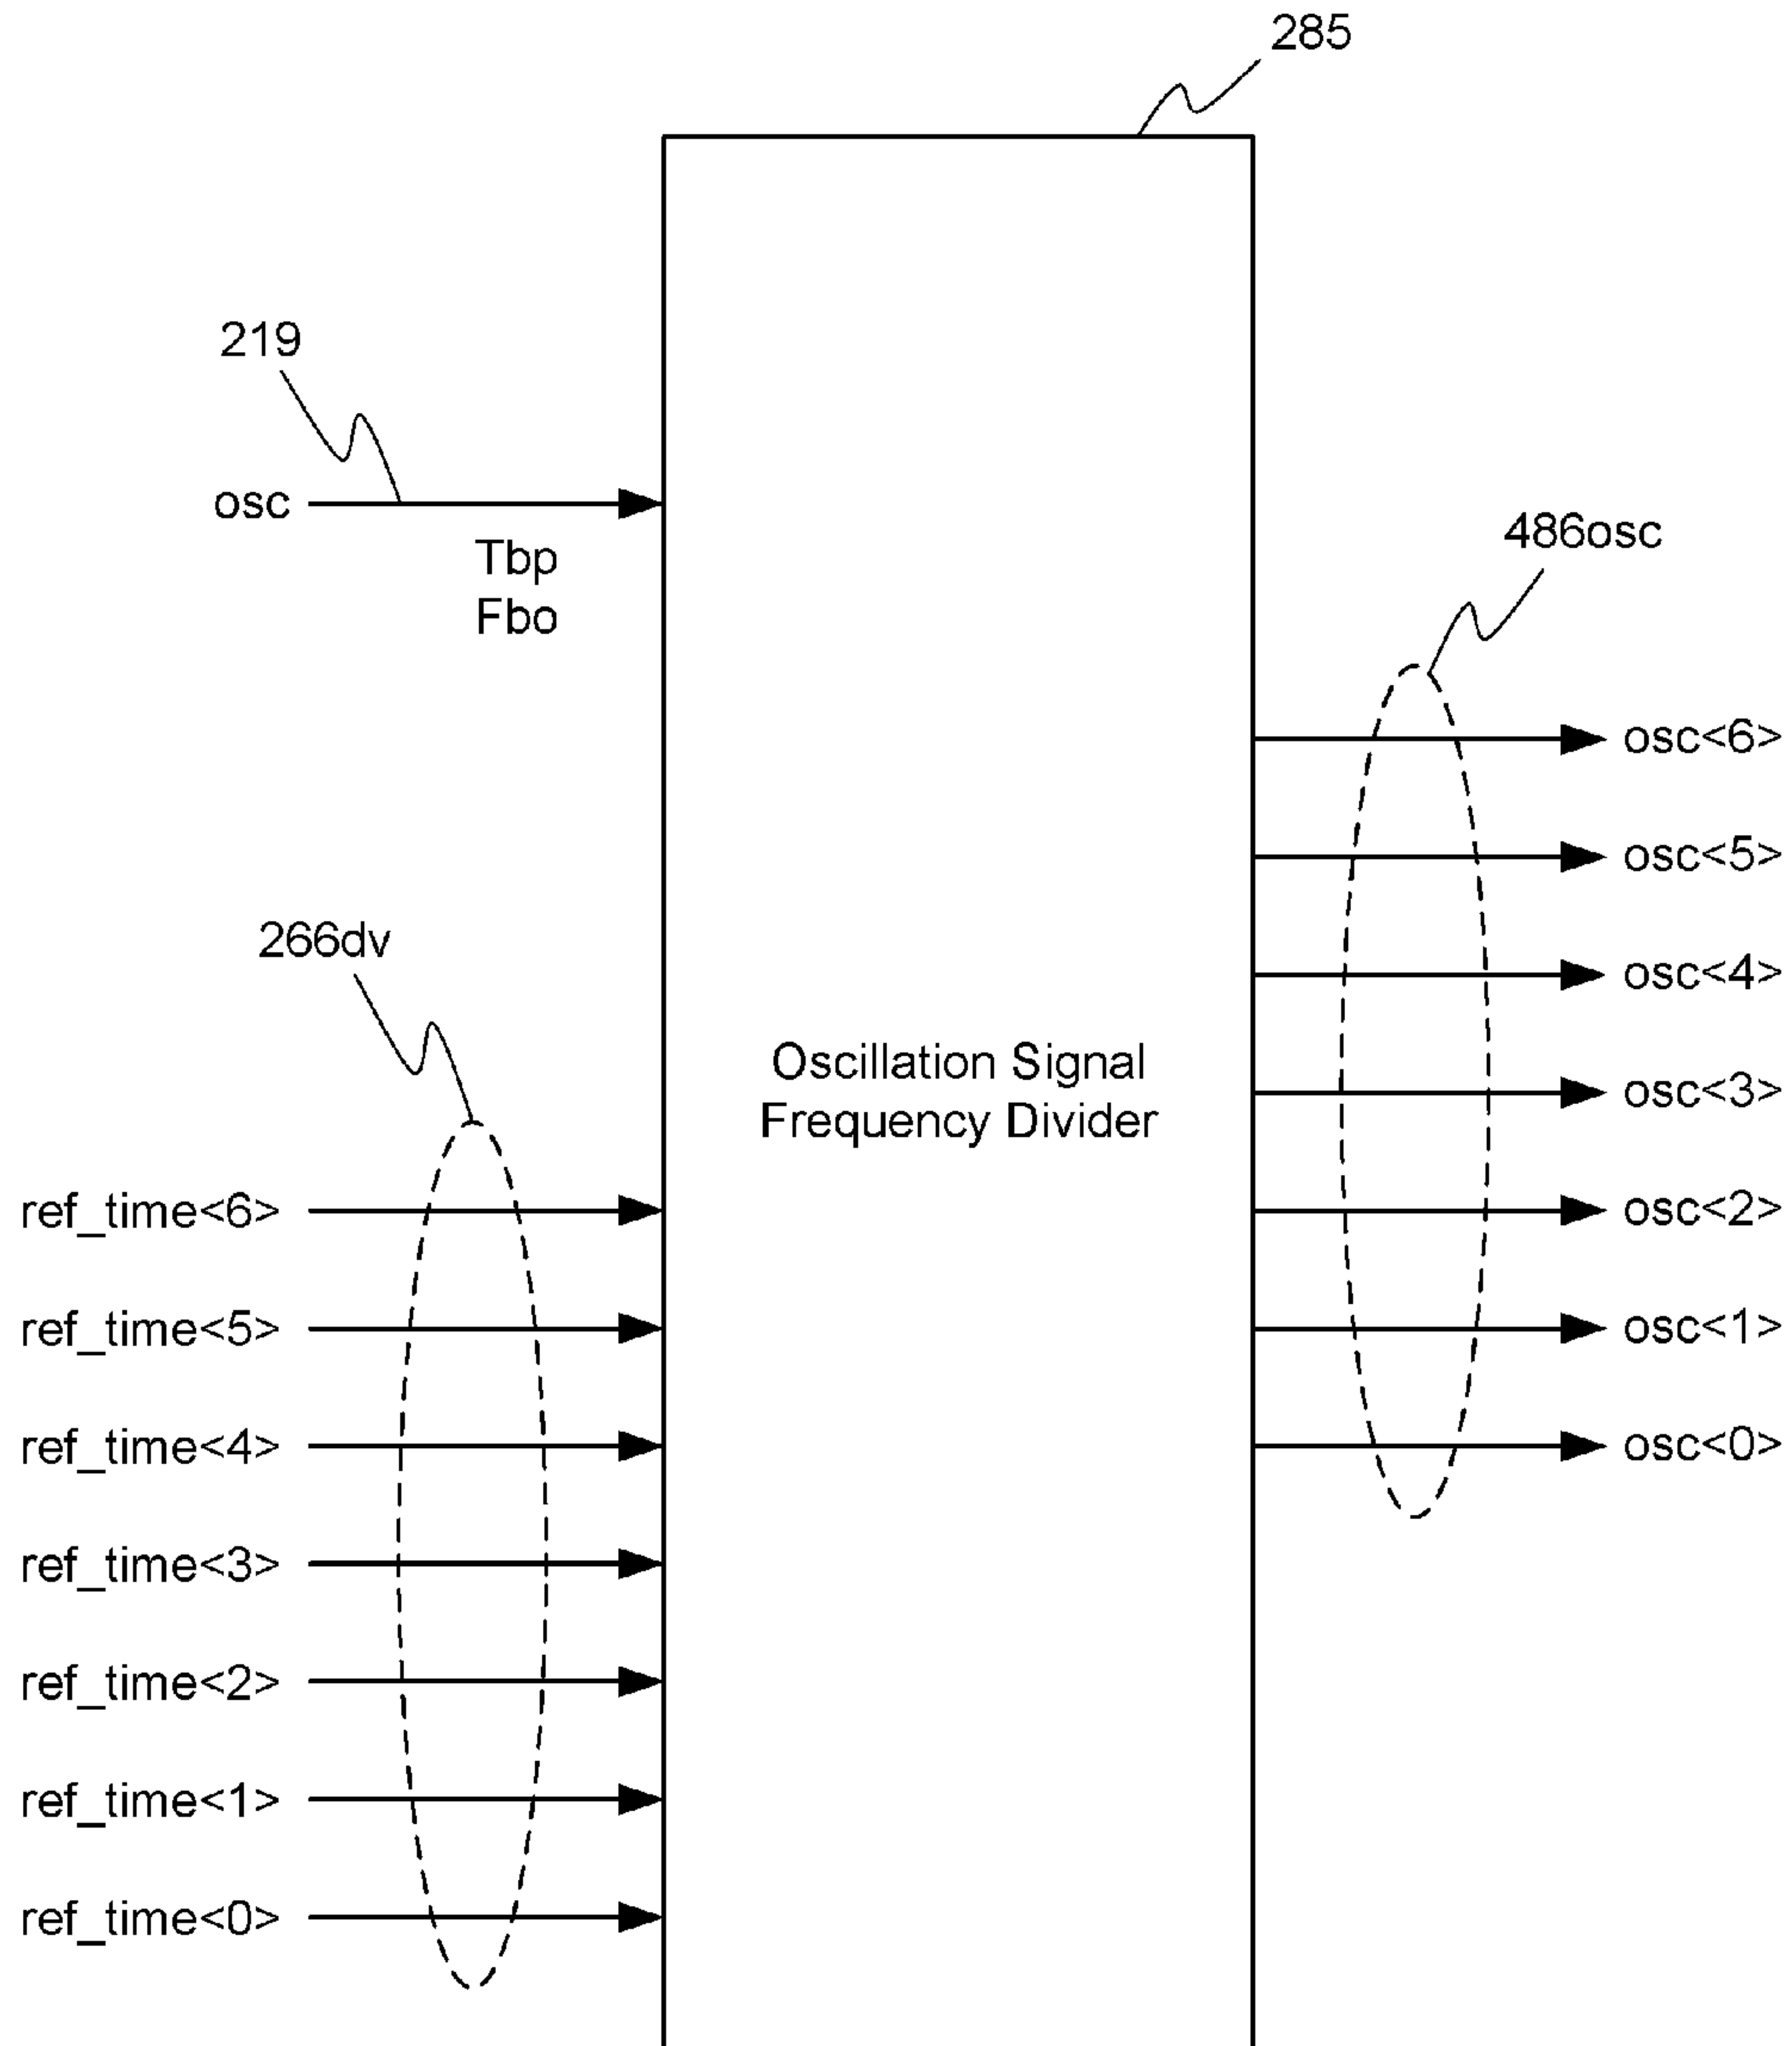 285
219
osc
Tbp
Fbo
486osc
osc<6>
osc<5>
266dv
osc<4>
Oscillation Signal
Frequency Divider
osc<3>
ref_time<6>
osc<2>
ref_time<5>
osc<1>
ref_time<4>
osc<0>
ref_time<3>
ref_time<2>
ref_time<1>
ref_time<0>